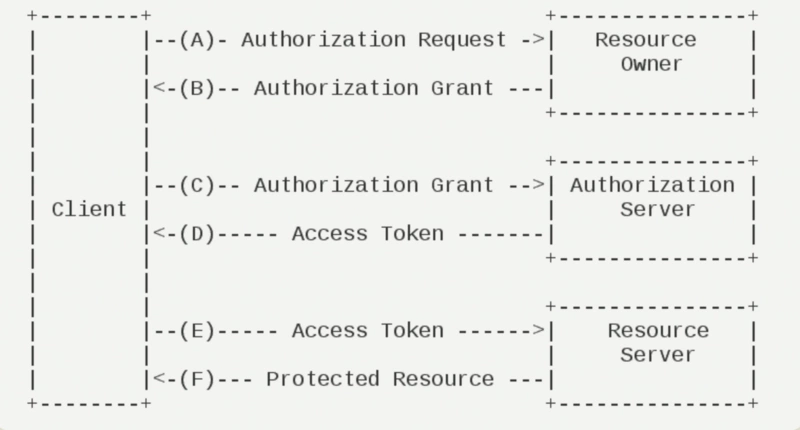 +--------+                               +---------------+
|        |--(A)- Authorization Request ->|   Resource    |
|        |                               |     Owner     |
|        |<-(B)-- Authorization Grant ---|               |
|        |                               +---------------+
|        |
|        |                               +---------------+
|        |--(C)-- Authorization Grant -->| Authorization |
| Client |                               |     Server    |
|        |<-(D)----- Access Token -------|               |
|        |                               +---------------+
|        |
|        |                               +---------------+
|        |--(E)----- Access Token ------>|    Resource   |
|        |                               |     Server    |
|        |<-(F)--- Protected Resource ---|               |
+--------+                               +---------------+